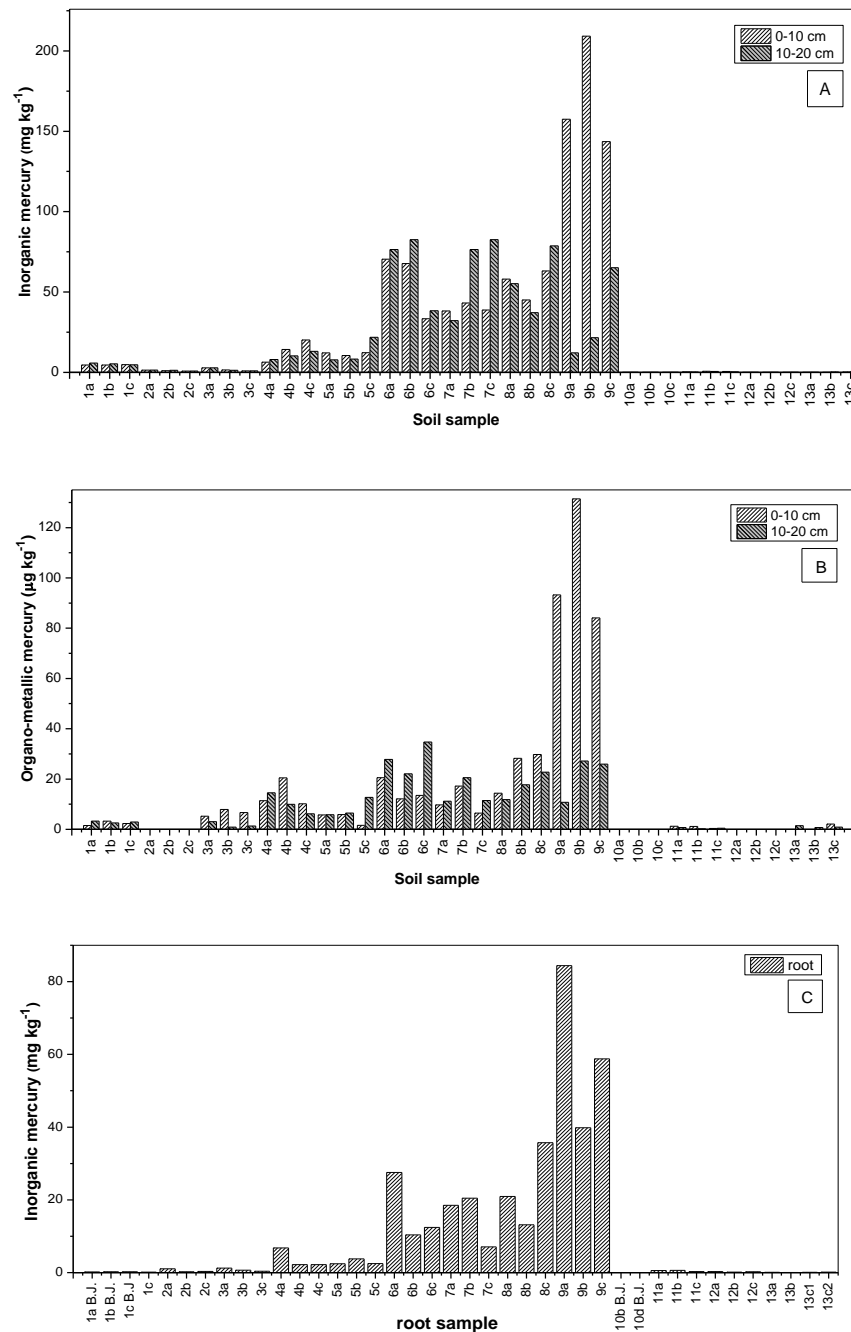 200
150
100
50
0
Inorganic mercury (mg kg-1)
0-10 cm
10-20 cm
A
1a 1b 1c 2a 2b 2c 3a 3b 3c 4a 4b 4c 5a 5b 5c 6a 6b 6c 7a 7b 7c 8a 8b 8c 9a 9b 9c 10a 10b 10c 11a 11b 11c 12a 12b 12c 13a 13b 13c
Soil sample
120
100
80
60
40
20
0
Organo-metallic mercury (µg kg-1)
0-10 cm
10-20 cm
B
1a 1b 1c 2a 2b 2c 3a 3b 3c 4a 4b 4c 5a 5b 5c 6a 6b 6c 7a 7b 7c 8a 8b 8c 9a 9b 9c 10a 10b 10c 11a 11b 11c 12a 12b 12c 13a 13b 13c
Soil sample
80
60
40
20
0
Inorganic mercury (mg kg-1)
root
C
1a B.J. 1b B.J. 1c B.J 1c 2a 2b 2c 3a 3b 3c 4a 4b 4c 5a 5b 5c 6a 6b 6c 7a 7b 7c 8a 8b 8c 9a 9b 9c 10b B.J. 10d B.J. 11a 11b 11c 12a 12b 12c 13a 13b 13c1 13c2
root sample